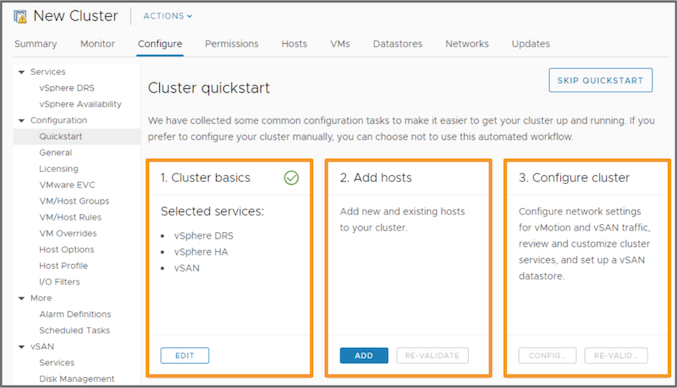 New Cluster
ACTIONS
Summary
Monitor
Configure
Permissions
Hosts
VMs
Datastores
Networks
Updates
Services
vSphere DRS
vSphere Availability
Configuration
Quickstart
General
Licensing
VMware EVC
VM/Host Groups
VM/Host Rules
VM Overrides
Host Options
Host Profile
I/O Filters
More
Alarm Definitions
Scheduled Tasks
vSAN
Services
Disk Management
Cluster quickstart
SKIP QUICKSTART
We have collected some common configuration tasks to make it easier to get your cluster up and running. If you
prefer to configure your cluster manually, you can choose not to use this automated workflow.
1. Cluster basics
Selected services:
• vSphere DRS
• vSphere HA
• vSAN
EDIT
2. Add hosts
Add new and existing hosts
to your cluster.
ADD
RE-VALIDATE
3. Configure cluster
Configure network settings
for vMotion and vSAN traffic,
review and customize cluster
services, and set up a vSAN
datastore.
CONFIG...
RE-VALID...